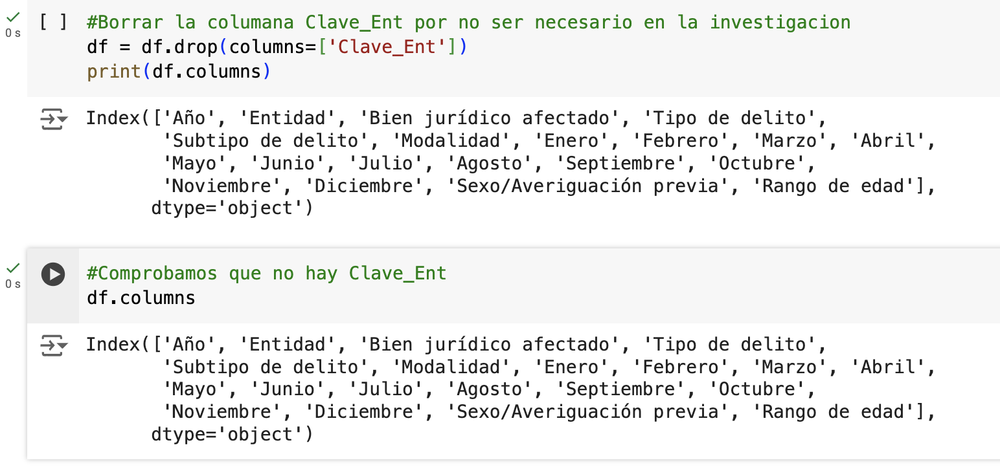 [ ] #Borrar la columana Clave_Ent por no ser necesario en la investigacion
0 s
df = df.drop(columns=['Clave_Ent'])
print(df.columns)
Index(['Año', 'Entidad', 'Bien jurídico afectado', 'Tipo de delito',
'Subtipo de delito', 'Modalidad', 'Enero', 'Febrero', 'Marzo', 'Abril',
'Mayo', 'Junio', 'Julio', 'Agosto', 'Septiembre', 'Octubre',
'Noviembre', 'Diciembre', 'Sexo/Averiguación previa', 'Rango de edad'],
dtype='object')
#Comprobamos que no hay Clave_Ent
0 s
df.columns
Index(['Año', 'Entidad', 'Bien jurídico afectado', 'Tipo de delito',
'Subtipo de delito', 'Modalidad', 'Enero', 'Febrero', 'Marzo', 'Abril',
'Mayo', 'Junio', 'Julio', 'Agosto', 'Septiembre', 'Octubre',
'Noviembre', 'Diciembre', 'Sexo/Averiguación previa', 'Rango de edad'],
dtype='object')